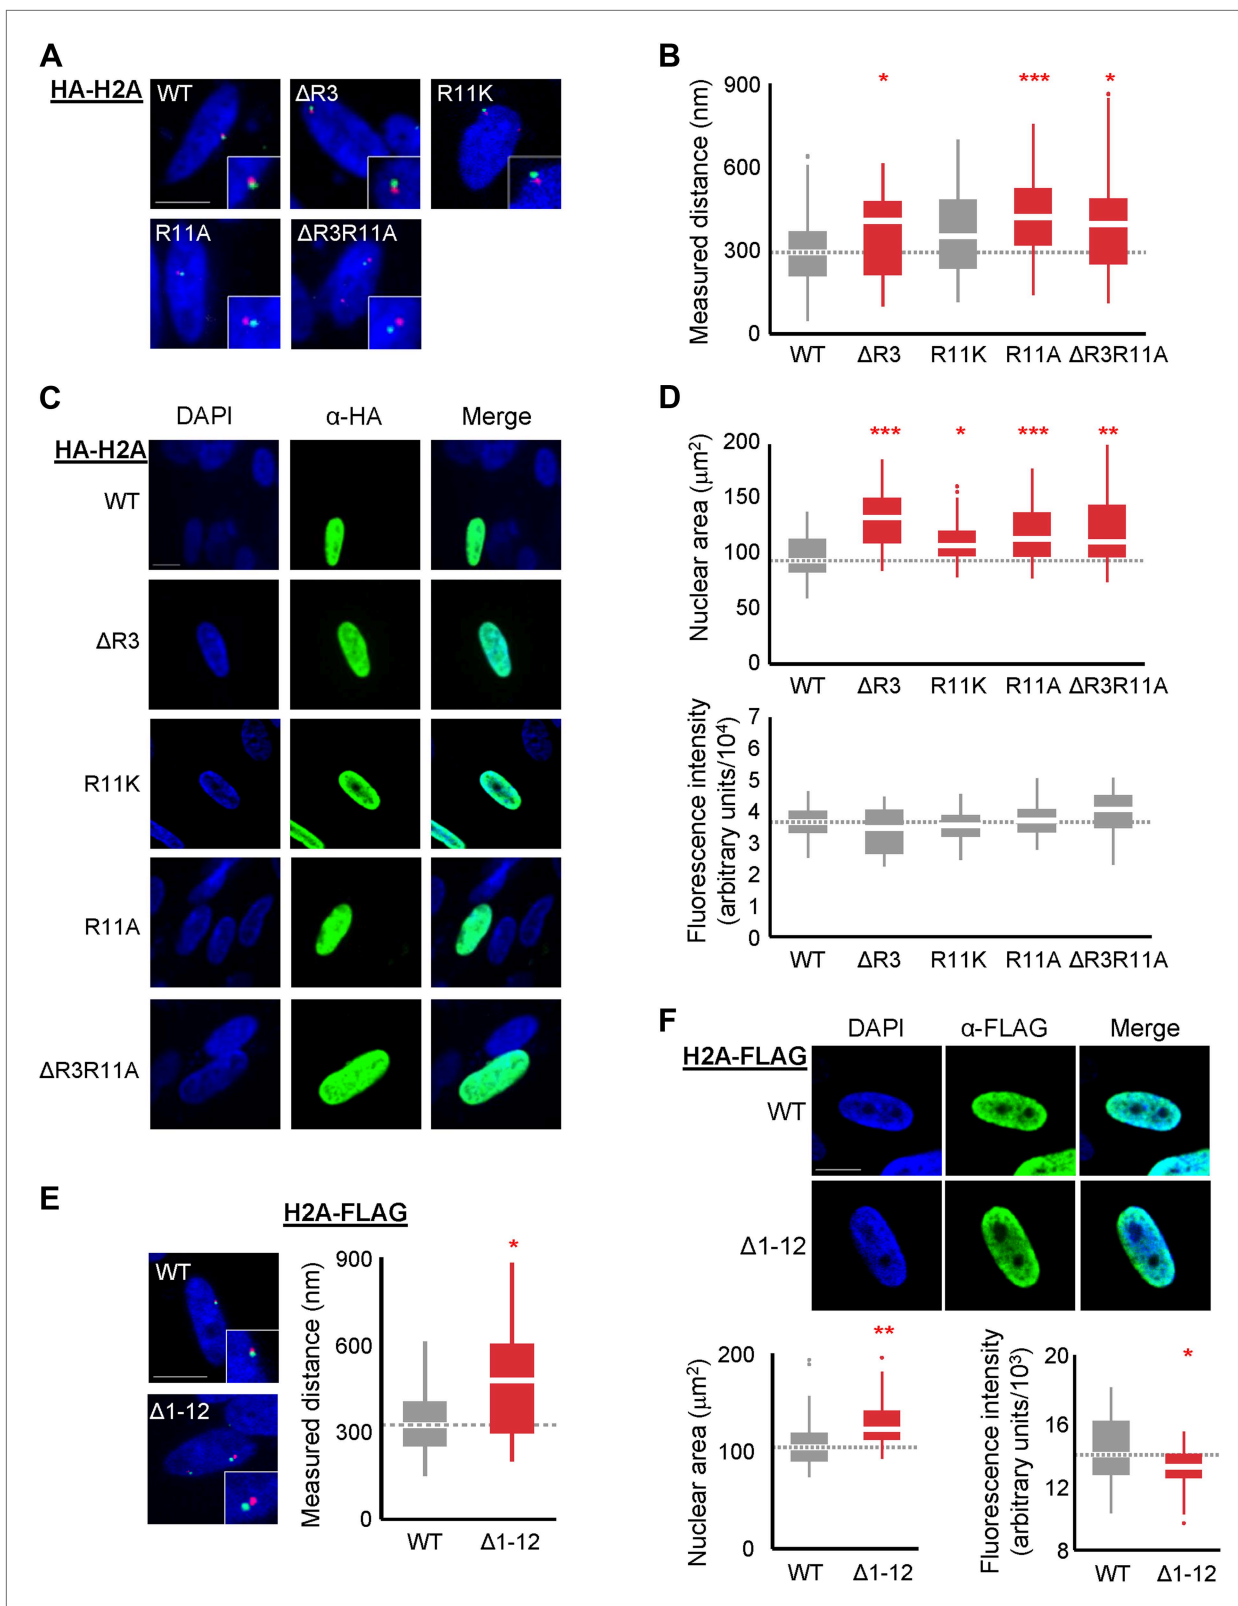 A
HA-H2A
WT
ΔR3
R11K
R11A
ΔR3R11A
B
Measured distance (nm)
900
600
300
0
*
***
*
WT
ΔR3
R11K
R11A
ΔR3R11A
C
DAPI
α-HA
Merge
HA-H2A
WT
ΔR3
R11K
R11A
ΔR3R11A
D
Nuclear area (μm²)
200
150
100
50
0
***
*
***
**
WT
ΔR3
R11K
R11A
ΔR3R11A
Fluorescence intensity
(arbitrary units/10⁴)
7
6
5
4
3
2
1
0
WT
ΔR3
R11K
R11A
ΔR3R11A
E
H2A-FLAG
WT
Δ1-12
Measured distance (nm)
900
600
300
0
*
WT
Δ1-12
F
DAPI
α-FLAG
Merge
H2A-FLAG
WT
Δ1-12
Nuclear area (μm²)
200
100
0
**
WT
Δ1-12
Fluorescence intensity
(arbitrary units/10³)
20
16
12
8
*
WT
Δ1-12